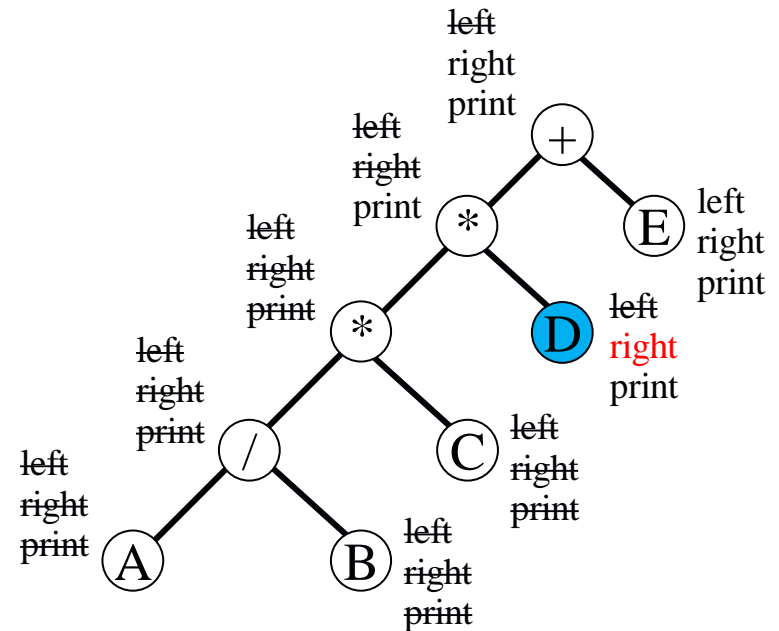 left
right
print
+
left
right
print
*
E
left
right
print
left
right
print
*
D
left
right
print
left
right
print
/
C
left
right
print
left
right
print
A
B
left
right
print